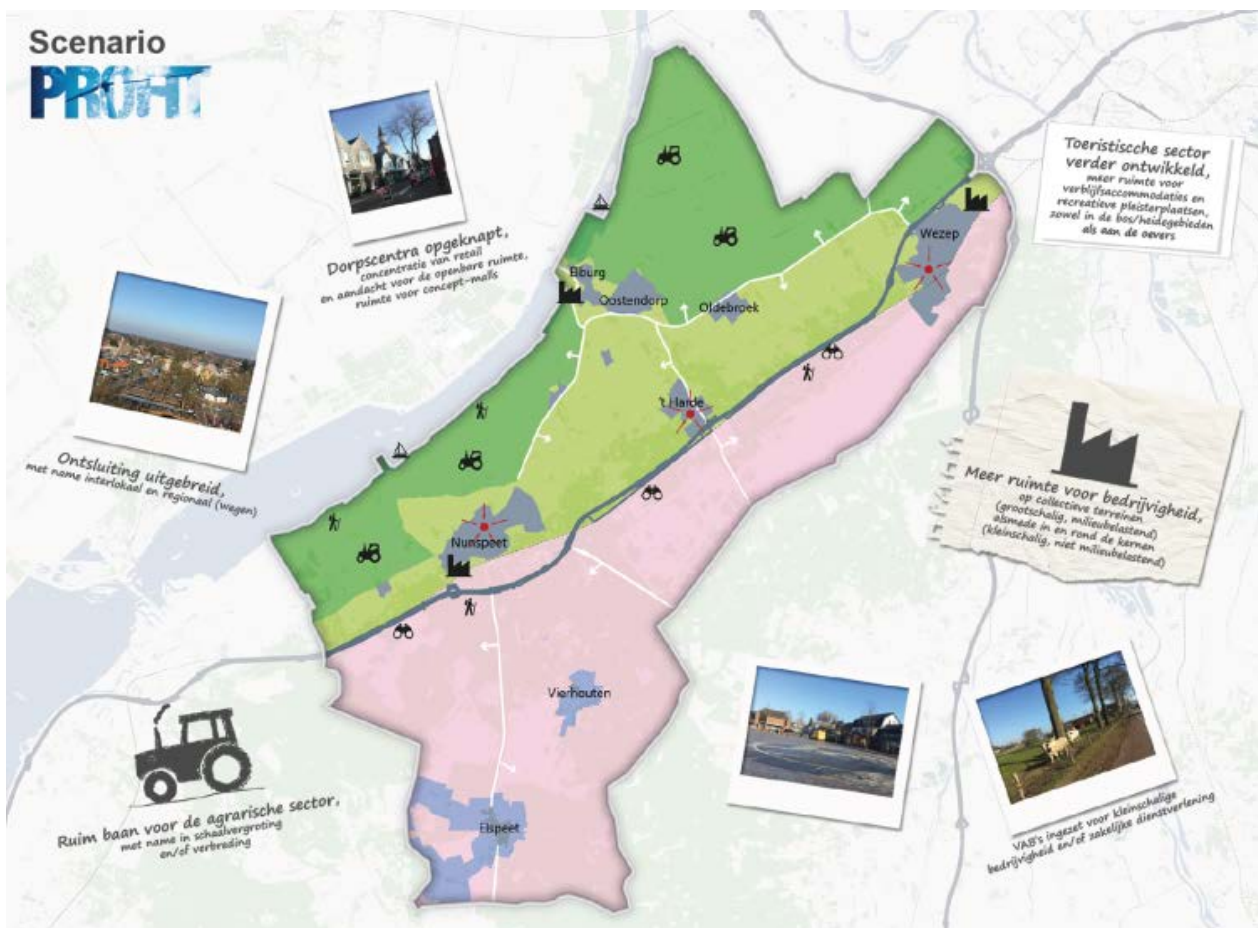 Scenario
PROFIT
Dorpscentra opgeknapt,
concentratie van retail
en aandacht voor de openbare ruimte,
ruimte voor concept-malls
Toeristiscche sector
verder ontwikkeld,
meer ruimte voor
verblijfsaccommodaties en
recreatieve pleisterplaatsen,
zowel in de bos/heidegebieden
als aan de oevers
Wezep
Elburg
Oostendorp
Oldebroek
't Harde
Ontsluiting uitgebreid,
met name interlokaal en regionaal (wegen)
Meer ruimte voor bedrijvigheid,
op collectieve terreinen
(grootschalig, milieubelastend)
alsmede in en rond de kernen
(kleinschalig, niet milieubelastend)
Nunspeet
Vierhouten
Elspeet
Ruim baan voor de agrarische sector,
met name in schaalvergroting
en/of verbrading
VAB's ingezet voor kleinschalige
bedrijvigheid en/of zakelijke dienstverlening